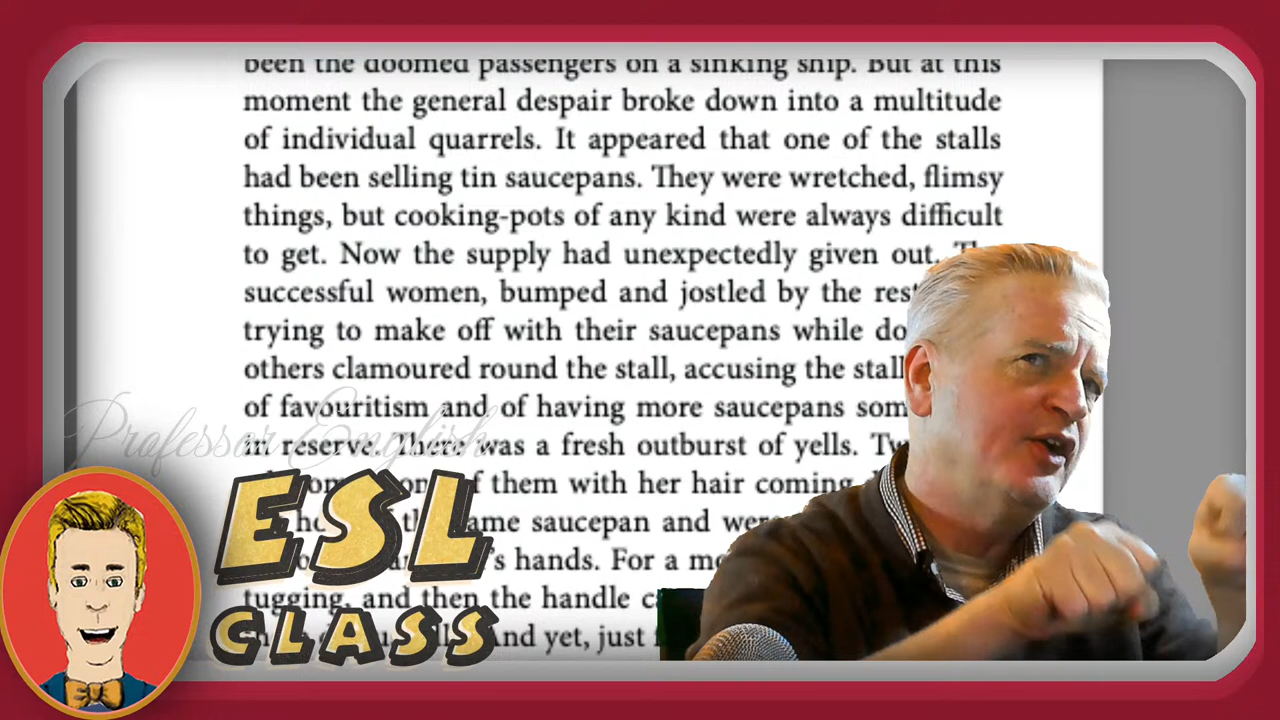 been the doomed passengers on a sinking ship. But at this
moment the general despair broke down into a multitude
of individual quarrels. It appeared that one of the stalls
had been selling tin saucepans. They were wretched, flimsy
things, but cooking-pots of any kind were always difficult
to get. Now the supply had unexpectedly given out.
successful women, bumped and jostled by the
trying to make off with their saucepans while
others clamoured round the stall, accusing the
of favouritism and of having more saucepans
in reserve. There was a fresh outburst of yells.
of them with her hair coming
same saucepan and
hands. For a
tugging, and then the handle
And yet, just
Professor English
ESL
CLASS